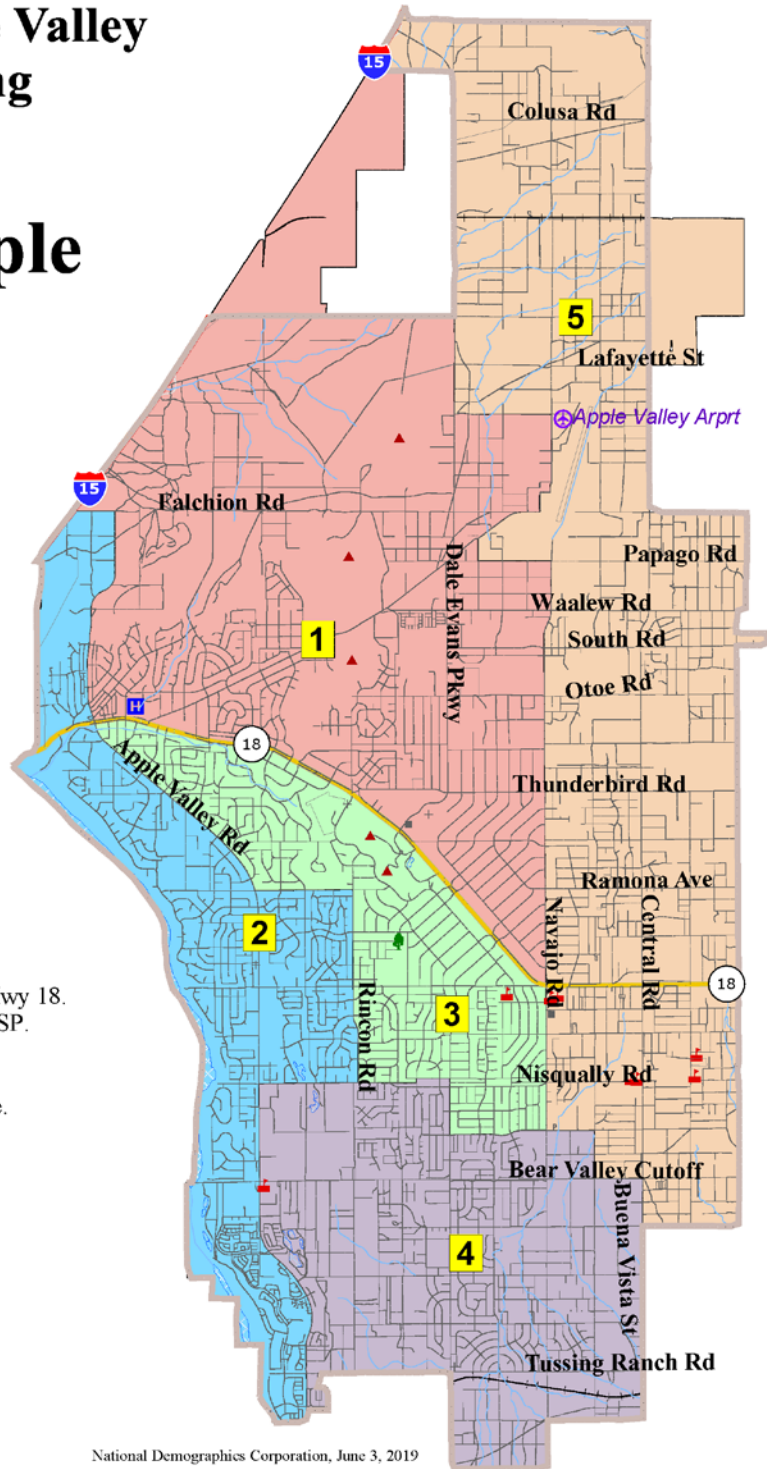 Valley
15
Colusa Rd
5
Lafayette St
Apple Valley Arprt
15
Falchion Rd
Papago Rd
Dale Evans Pkwy
Waalew Rd
1
South Rd
Otoe Rd
H
18
Apple Valley Rd
Thunderbird Rd
Ramona Ave
2
Navajo Rd
Central Rd
18
wy 18.
SP.
Rincon Rd
3
Nisqually Rd
Bear Valley Cutoff
Buena Vista St
4
Tussing Ranch Rd
National Demographics Corporation, June 3, 2019